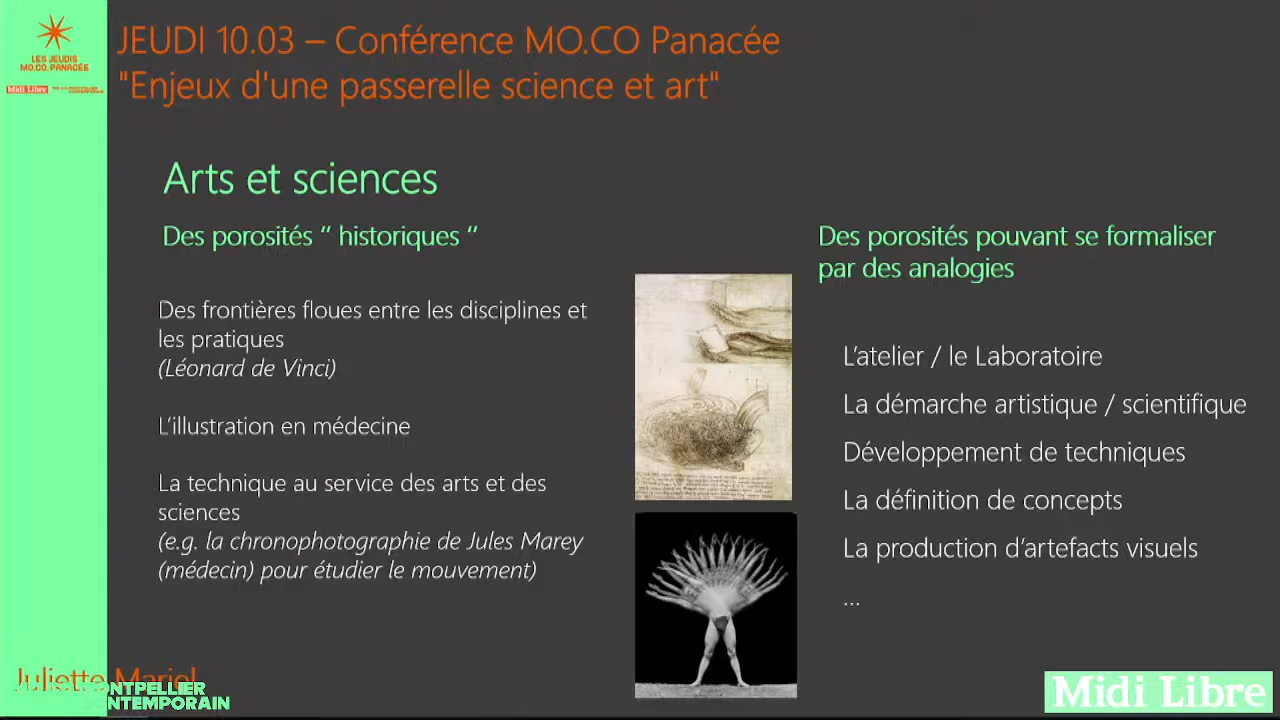 LES JEUDIS
MO.CO. PANACÉE
Midi Libre
JEUDI 10.03 – Conférence MO.CO Panacée
"Enjeux d'une passerelle science et art"
Arts et sciences
Des porosités “ historiques “
Des frontières floues entre les disciplines et
les pratiques
(Léonard de Vinci)
L’illustration en médecine
La technique au service des arts et des
sciences
(e.g. la chronophotographie de Jules Marey
(médecin) pour étudier le mouvement)
Des porosités pouvant se formaliser
par des analogies
L’atelier / le Laboratoire
La démarche artistique / scientifique
Développement de techniques
La définition de concepts
La production d’artefacts visuels
...
Juliette Mariel
MONTPELLIER
CONTEMPORAIN
Midi Libre